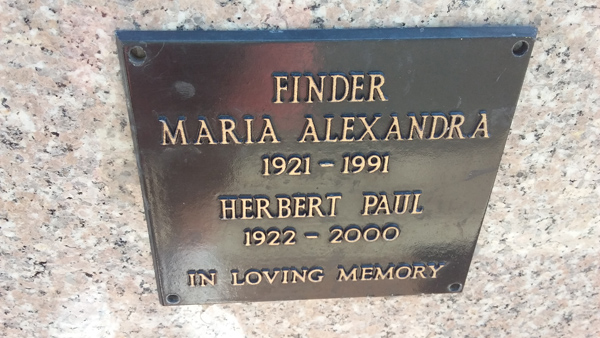 FINDER
MARIA ALEXANDRA
1921 - 1991
HERBERT PAUL
1922 - 2000
IN LOVING MEMORY